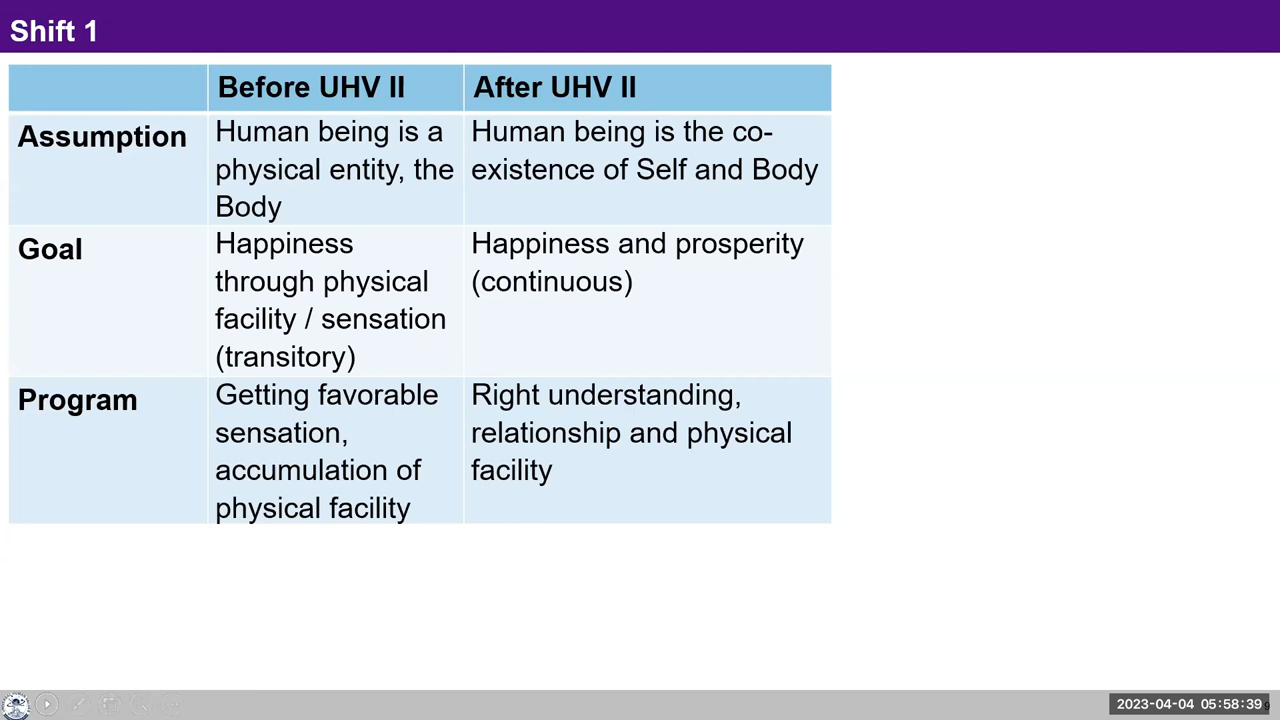 Shift 1
Before UHV II
After UHV II
Assumption
Human being is a
physical entity, the
Body
Human being is the co-
existence of Self and Body
Goal
Happiness
through physical
facility / sensation
(transitory)
Happiness and prosperity
(continuous)
Program
Getting favorable
sensation,
accumulation of
physical facility
Right understanding,
relationship and physical
facility
2023-04-04 05:58:39
9